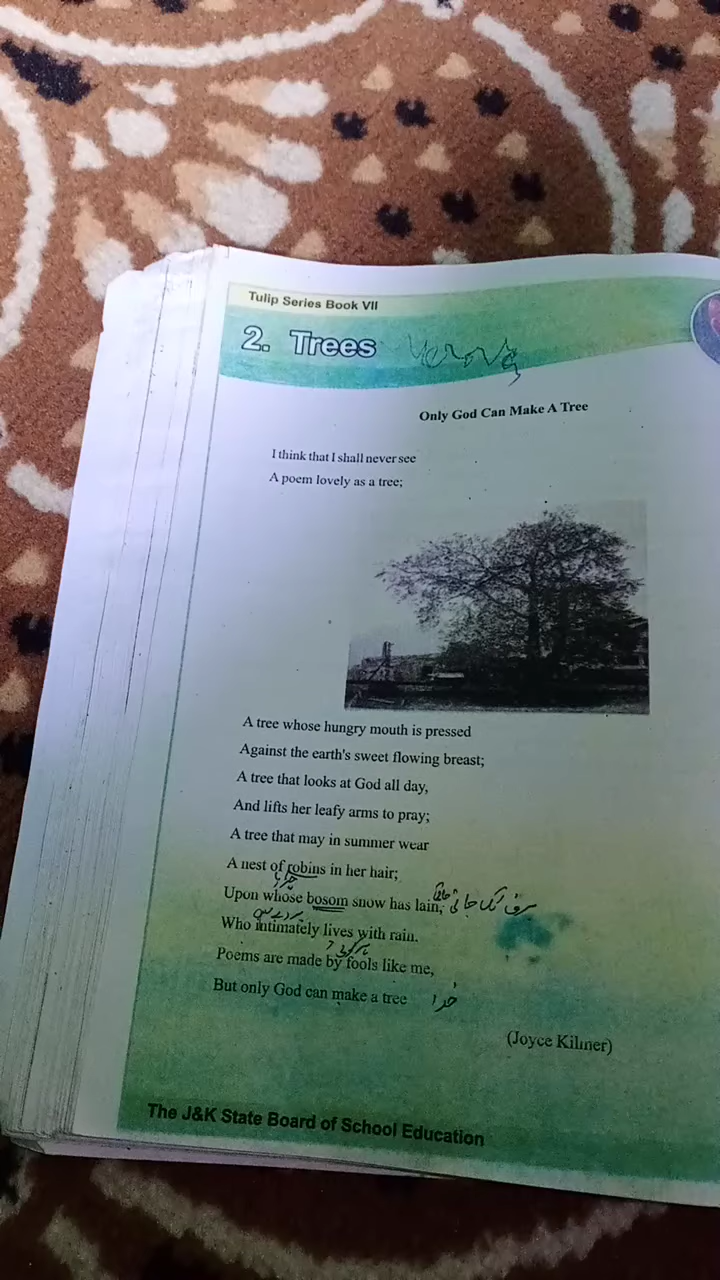 Tulip Series Book VII
2. Trees
Only God Can Make A Tree
I think that I shall never see
A poem lovely as a tree;
A tree whose hungry mouth is pressed
Against the earth's sweet flowing breast;
A tree that looks at God all day,
And lifts her leafy arms to pray;
A tree that may in summer wear
A nest of robins in her hair;
Upon whose bosom snow has lain;
Who intimately lives with rain.
Poems are made by fools like me,
But only God can make a tree خدا
(Joyce Kilmer)
The J&K State Board of School Education